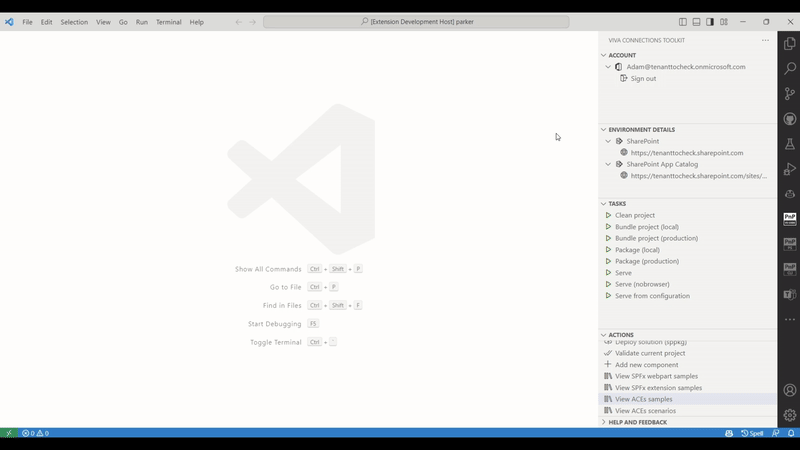 File Edit Selection View Go Run Terminal Help [Extension Development Host] parker
VIVA CONNECTIONS TOOLKIT
ACCOUNT
Adam@tenanttocheck.onmicrosoft.com
Sign out
ENVIRONMENT DETAILS
SharePoint
https://tenanttocheck.sharepoint.com
SharePoint App Catalog
https://tenanttocheck.sharepoint.com/sites/...
TASKS
Clean project
Bundle project (local)
Bundle project (production)
Package (local)
Package (production)
Serve
Serve (nobrowser)
Serve from configuration
Show All Commands Ctrl + Shift + P
Go to File Ctrl + P
Find in Files Ctrl + Shift + F
Start Debugging F5
Toggle Terminal Ctrl + `
ACTIONS
Deploy solution (sppkg)
Validate current project
Add new component
View SPFx webpart samples
View SPFx extension samples
View ACEs samples
View ACEs scenarios
HELP AND FEEDBACK
PnP
PnP
PnP
0 0 Spell